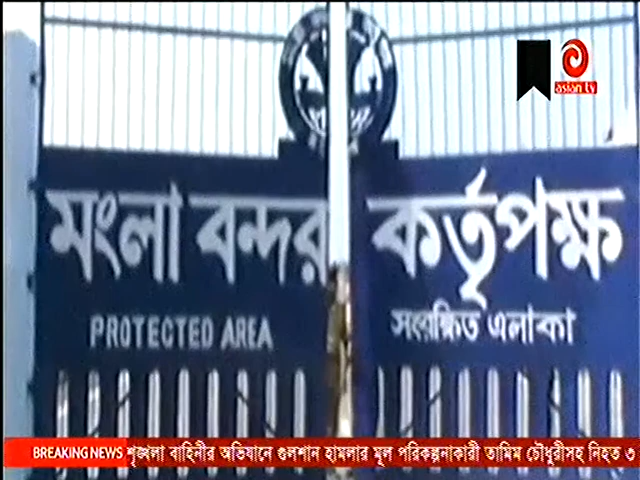 asian tv
মংলা বন্দর কর্তৃপক্ষ
PROTECTED AREA
সংরক্ষিত এলাকা
BREAKING NEWS শৃঙ্খলা বাহিনীর অভিযানে গুলশান হামলার মূল পরিকল্পনাকারী তামিম চৌধুরীসহ নিহত ৩